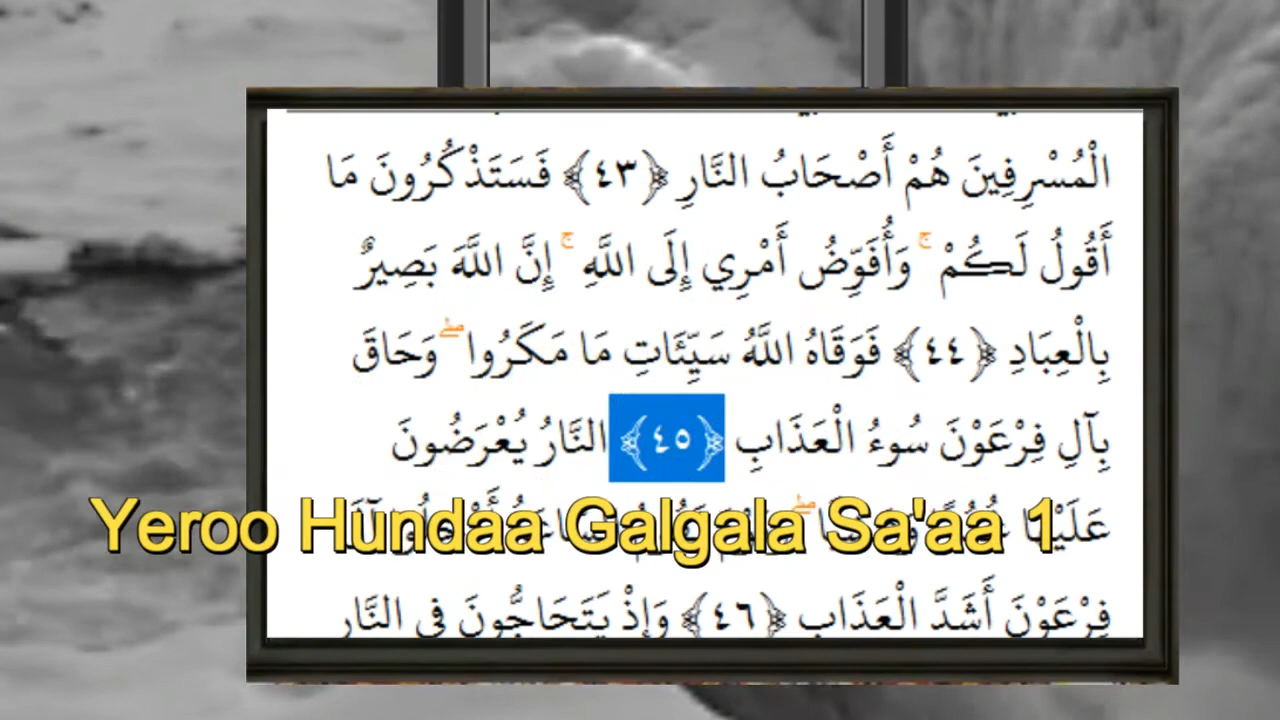 الْمُسْرِفِينَ هُمْ أَصْحَابُ النَّارِ ﴿٤٣﴾ فَسَتَذْكُرُونَ مَا
أَقُولُ لَكُمْ ۚ وَأُفَوِّضُ أَمْرِي إِلَى اللَّهِ ۚ إِنَّ اللَّهَ بَصِيرٌ
بِالْعِبَادِ ﴿٤٤﴾ فَوَقَاهُ اللَّهُ سَيِّئَاتِ مَا مَكَرُوا ۖ وَحَاقَ
بِآلِ فِرْعَوْنَ سُوءُ الْعَذَابِ ﴿٤٥﴾ النَّارُ يُعْرَضُونَ
Yeroo Hundaa Galgala Sa'aa 1
فِرْعَوْنَ أَشَدَّ الْعَذَابِ ﴿٤٦﴾ وَإِذْ يَتَحَاجُّونَ فِي النَّارِ